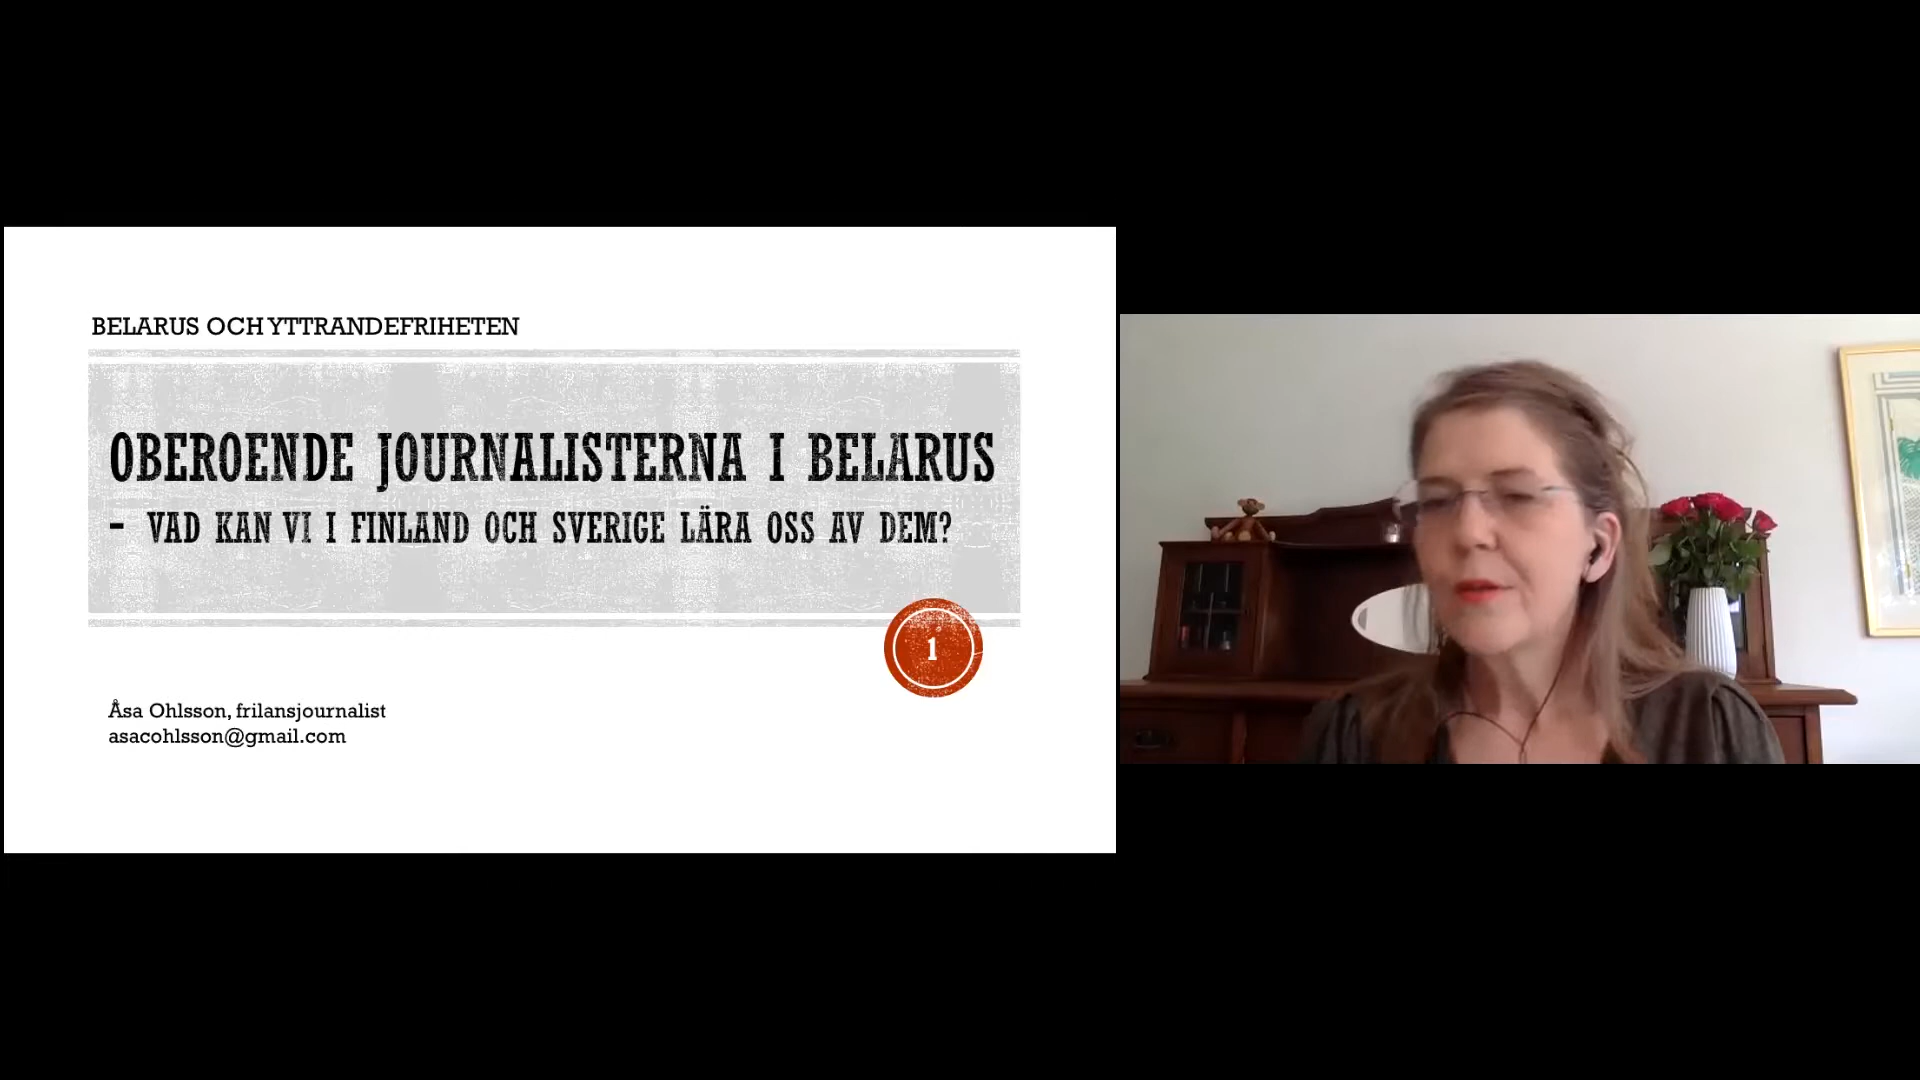 BELARUS OCH YTTRANDEFRIHETEN
OBEROENDE JOURNALISTERNA I BELARUS
- VAD KAN VI I FINLAND OCH SVERIGE LÄRA OSS AV DEM?
1
Åsa Ohlsson, frilansjournalist
asacohlsson@gmail.com